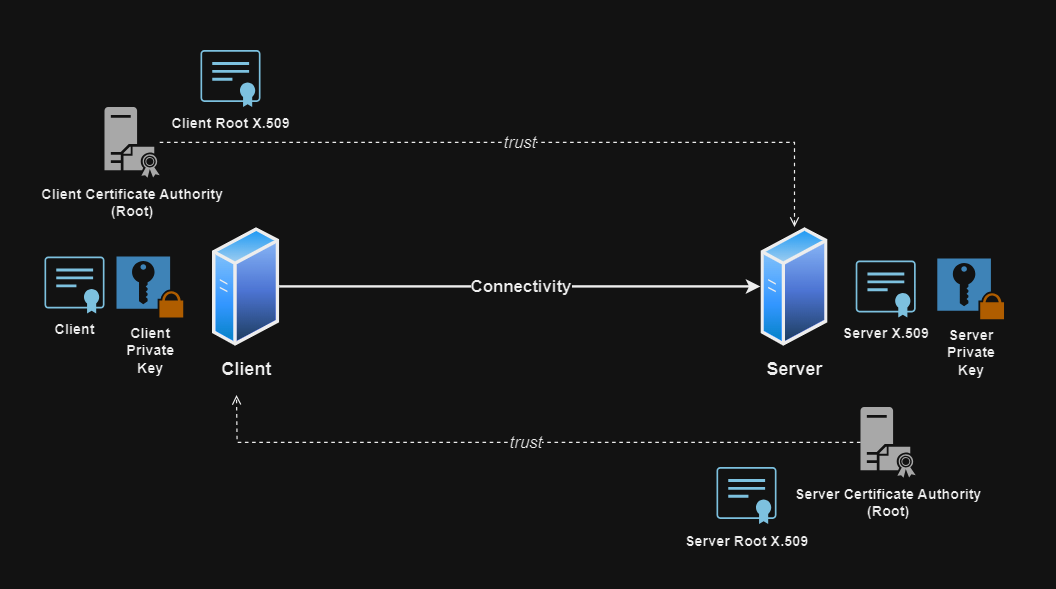 Client Root X.509
trust
Client Certificate Authority
(Root)
Client
Client
Private
Key
Client
Connectivity
Server
Server X.509
Server
Private
Key
trust
Server Certificate Authority
(Root)
Server Root X.509